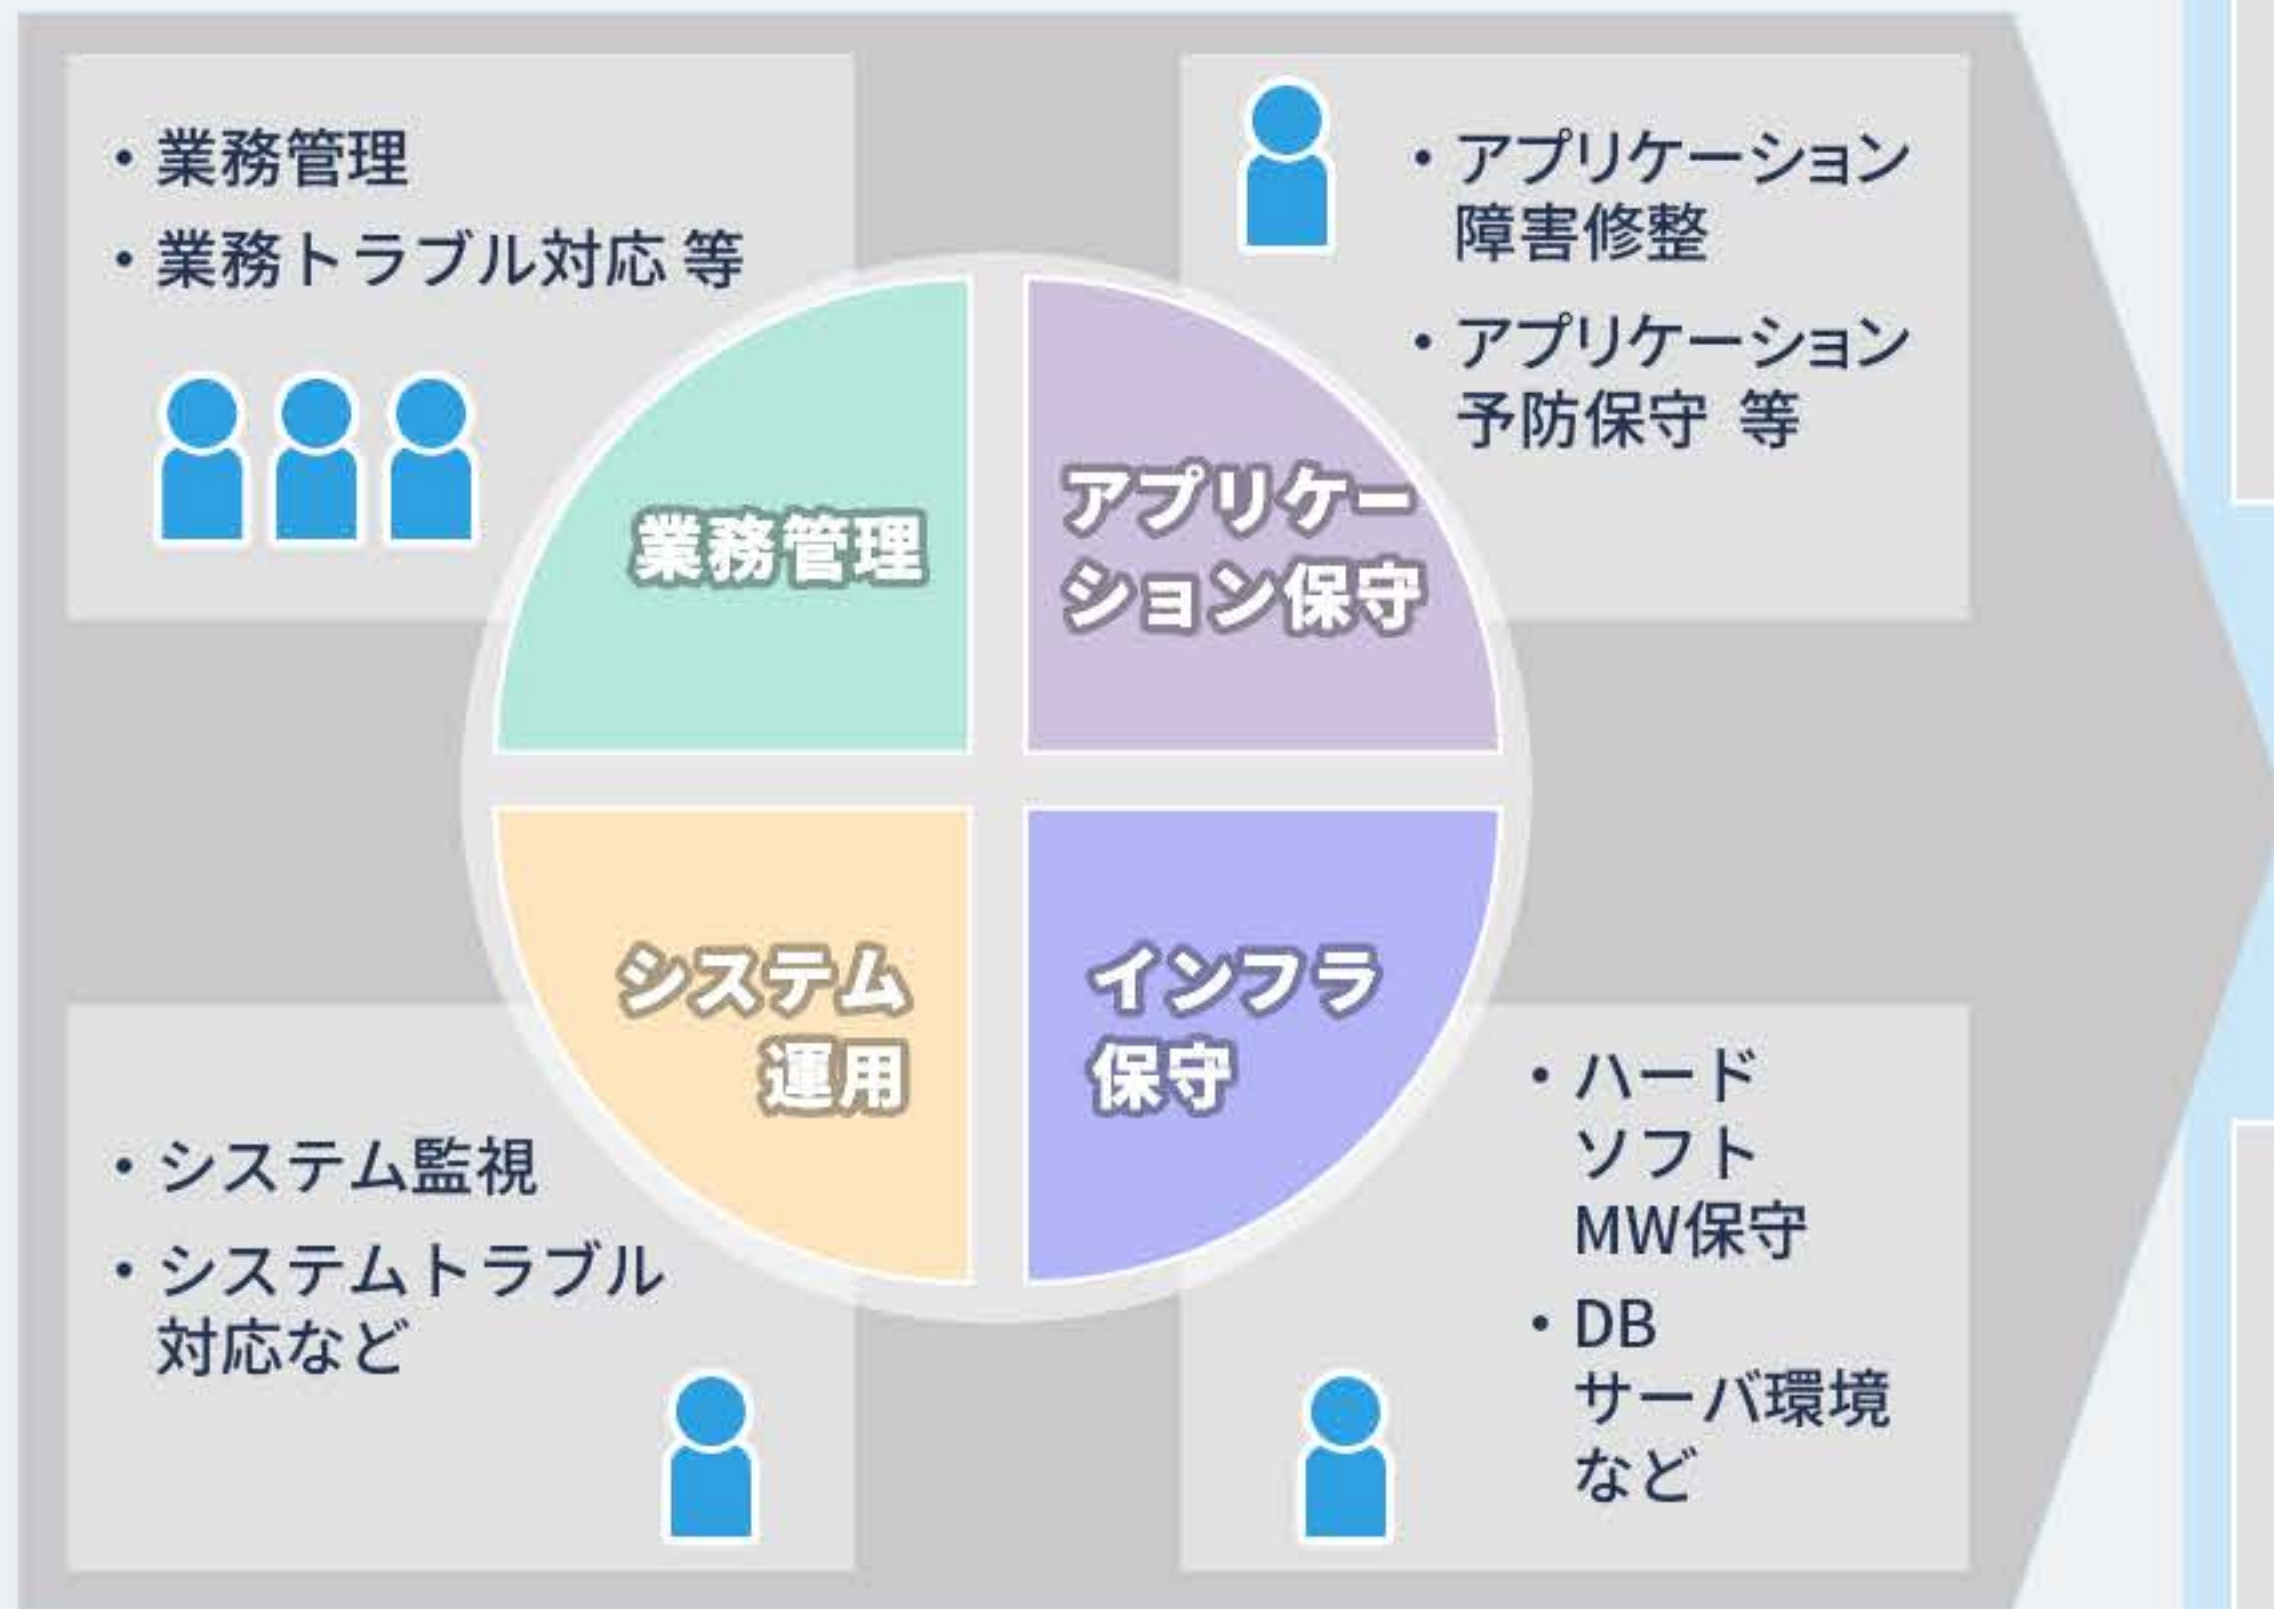 ・業務管理
・業務トラブル対応 等
・アプリケーション
障害修整
・アプリケーション
予防保守 等
業務管理
アプリケー
ション保守
システム
運用
インフラ
保守
・システム監視
・システムトラブル
対応など
・ハード
ソフト
MW保守
・DB
サーバ環境
など